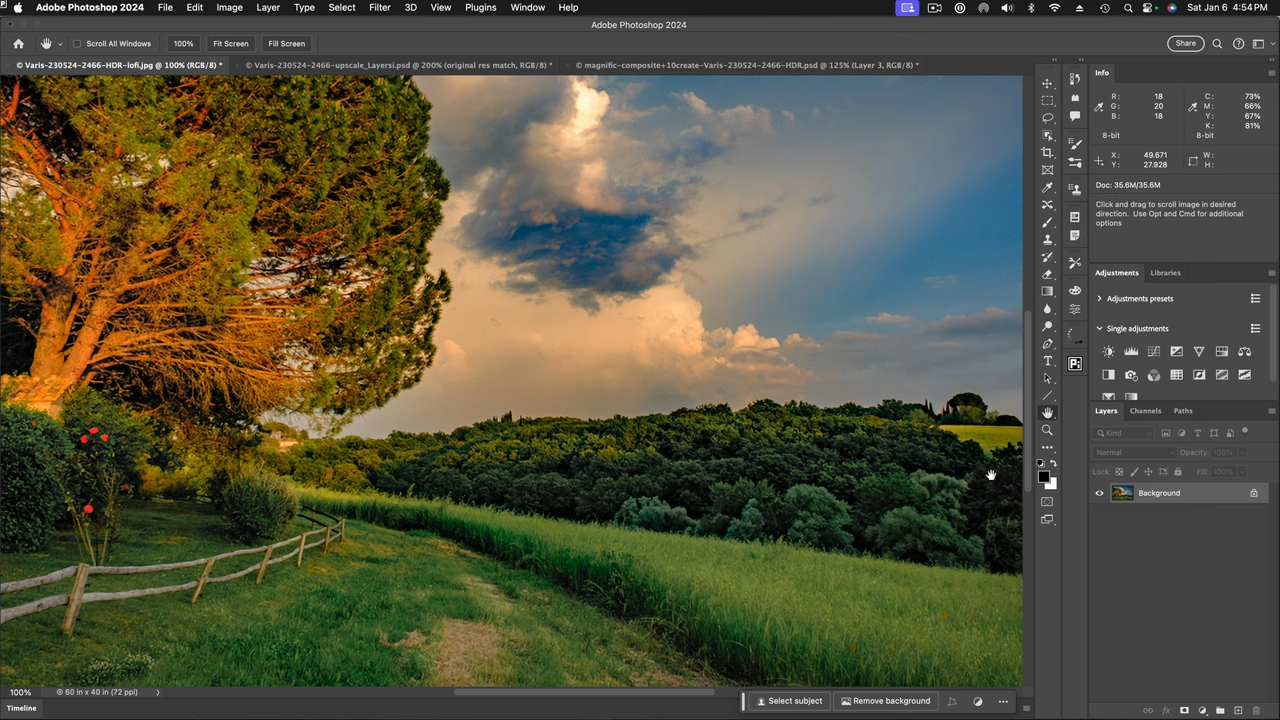 Adobe Photoshop 2024 File Edit Image Layer Type Select Filter 3D View Plugins Window Help Sat Jan 6 4:54 PM
Adobe Photoshop 2024
Scroll All Windows 100% Fit Screen Fill Screen Share
© Varis-230524-2466-HDR-lofi.jpg @ 100% (RGB/8) * © Varis-230524-2466-upscale_Layersi.psd @ 200% (original res match, RGB/8) * © magnific-composite+10create-Varis-230524-2466-HDR.psd @ 125% (Layer 3, RGB/8) *
Info
R: 18 C: 73%
G: 20 M: 66%
B: 18 Y: 67%
K: 81%
8-bit 8-bit
X: 49.671 W:
Y: 27.928 H:
Doc: 35.6M/35.6M
Click and drag to scroll image in desired
direction. Use Opt and Cmd for additional
options
Adjustments Libraries
Adjustments presets
Single adjustments
Layers Channels Paths
Kind
Normal Opacity: 100%
Lock: Fill: 100%
Background
100% © 60 in x 40 in (72 ppi)
Select subject Remove background
Timeline